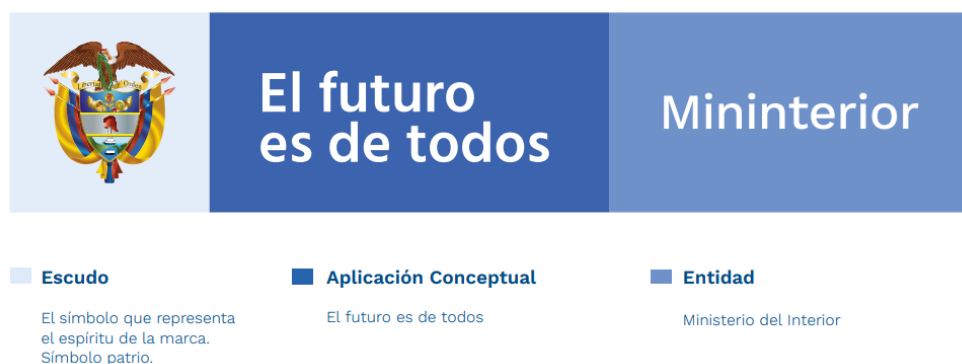 Libertad y Orden
El futuro
es de todos
Mininterior
Escudo
El símbolo que representa
el espíritu de la marca.
Símbolo patrio.
Aplicación Conceptual
El futuro es de todos
Entidad
Ministerio del Interior